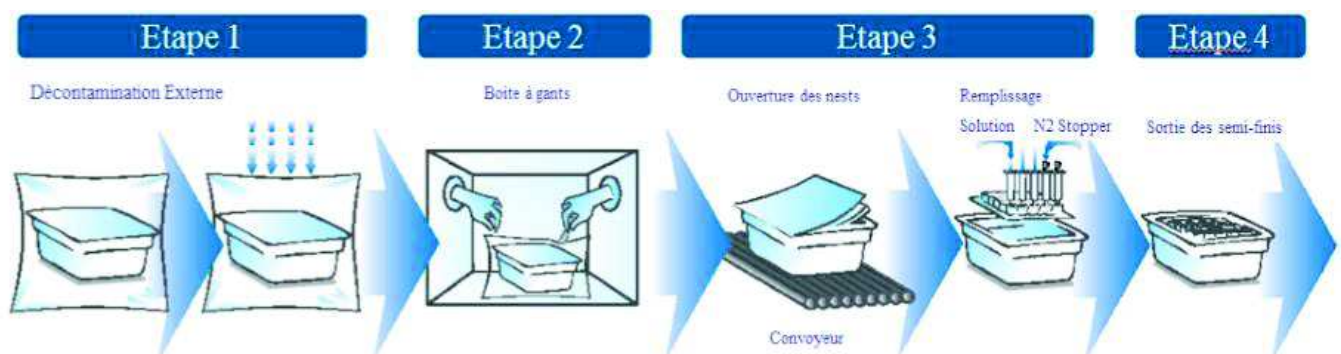 Etape 1
Etape 2
Etape 3
Etape 4
Décontamination Externe
Boite à gants
Ouverture des nests
Remplissage
Solution N2 Stopper
Sortie des semi-finis
Convoyeur